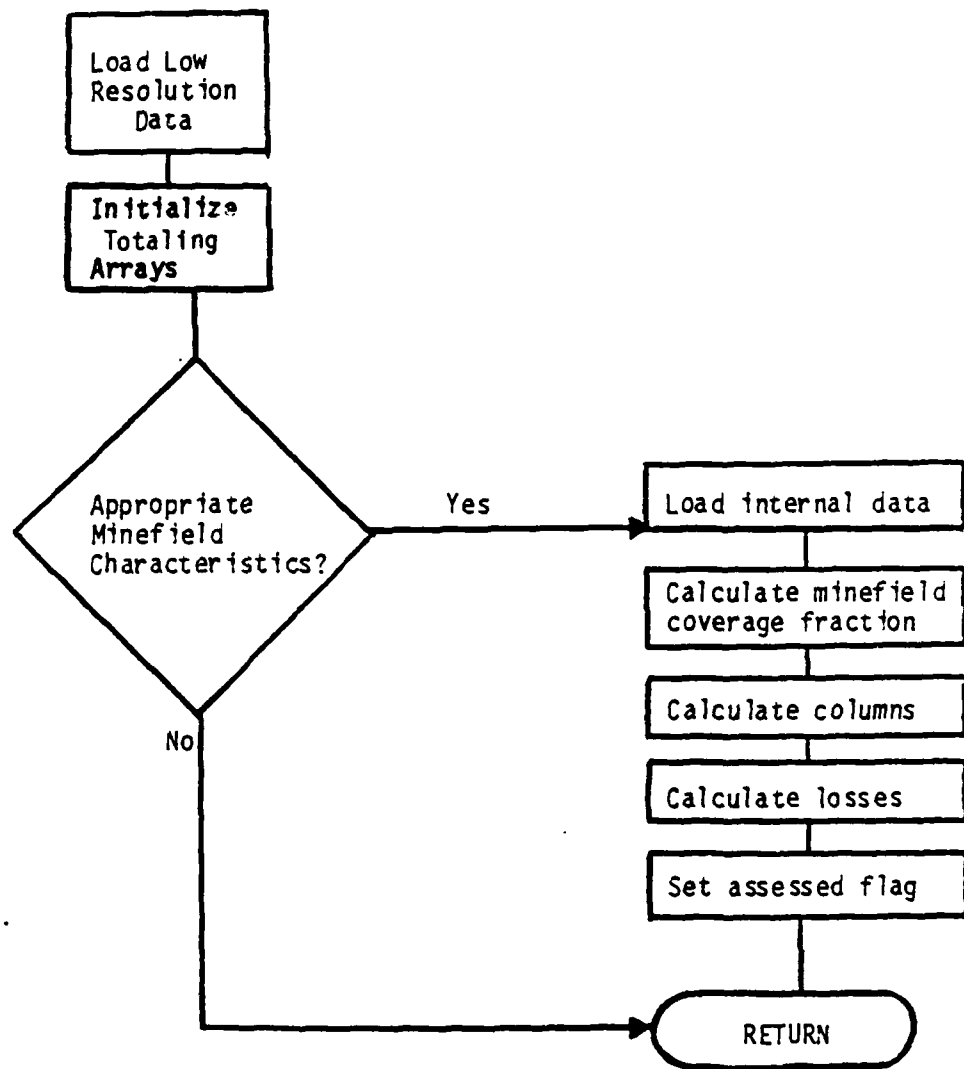 Load Low
Resolution
Data
Initialize
Totaling
Arrays
Appropriate
Minefield
Characteristics?
Yes
No
Load internal data
Calculate minefield
coverage fraction
Calculate columns
Calculate losses
Set assessed flag
RETURN